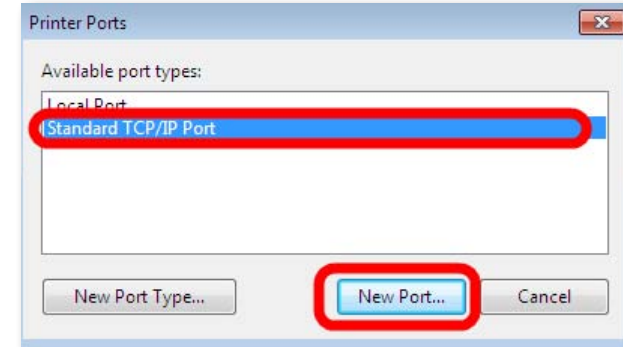 Printer Ports
Available port types:
Local Port
Standard TCP/IP Port
New Port Type...
New Port...
Cancel